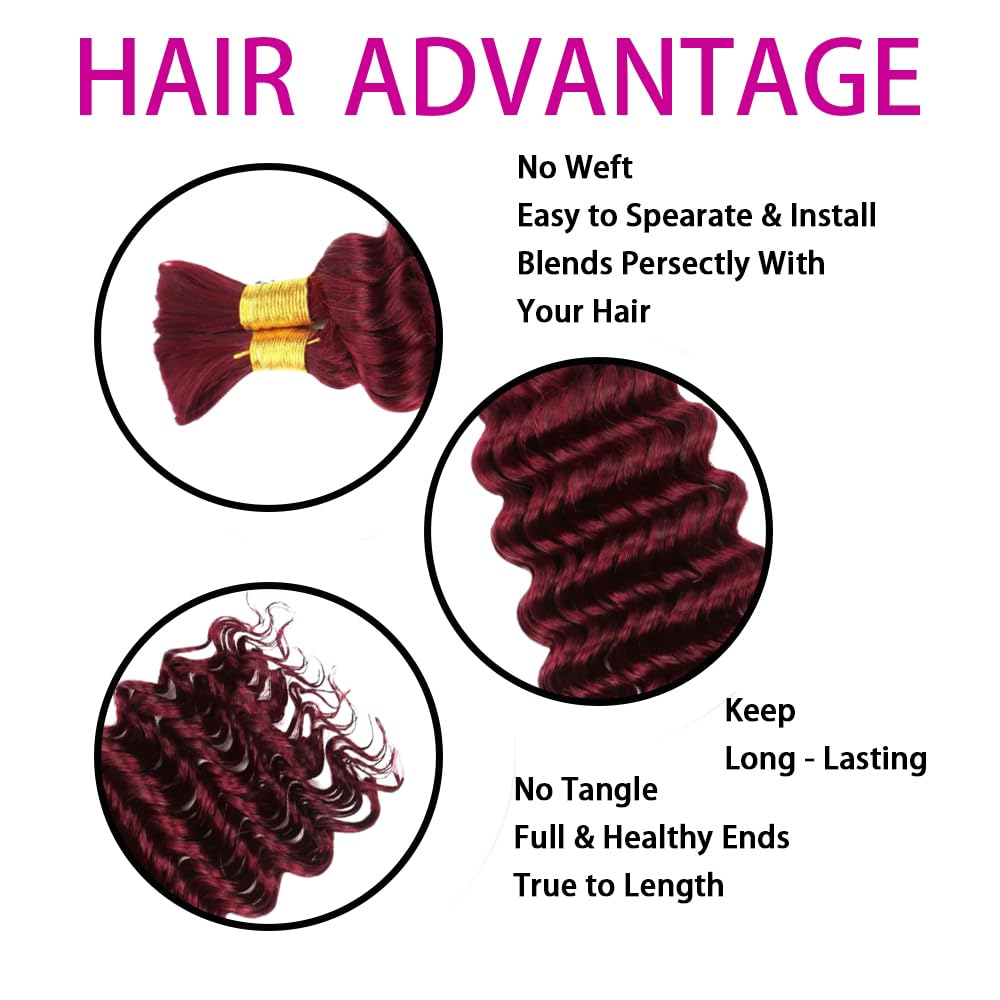 HAIR ADVANTAGE
No Weft
Easy to Spearate & Install
Blends Persectly With
Your Hair
Keep
Long - Lasting
No Tangle
Full & Healthy Ends
True to Length